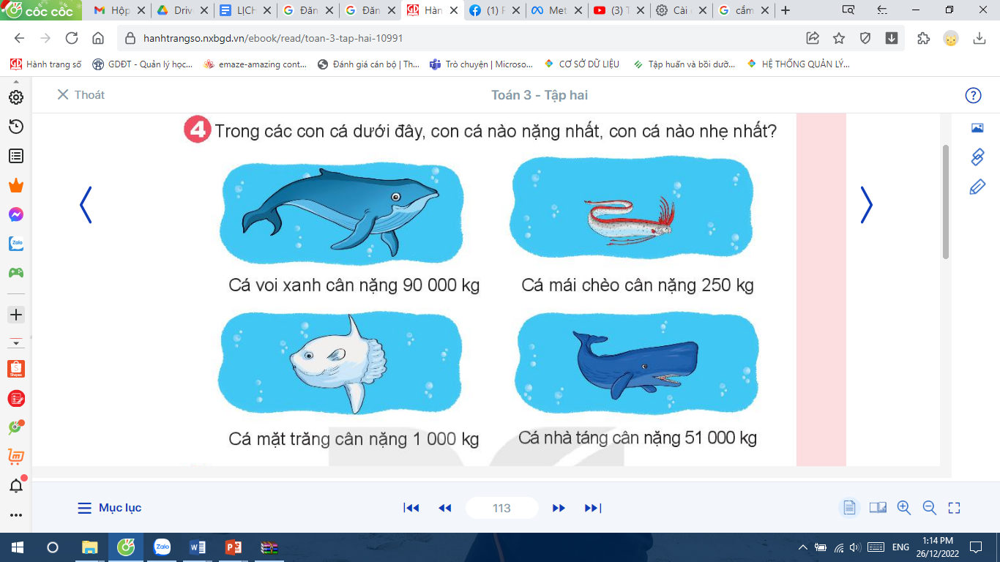 cốc cốc
Hộp
Driv
LỊCH
Đăn
Đăn
Hàn
(1) F
Met
(3) T
Cài
cắm
hanhtrangso.nxbgd.vn/ebook/read/toan-3-tap-hai-10991
Hành trang số
GDĐT - Quản lý học...
emaze-amazing cont...
Đánh giá cán bộ | Th...
Trò chuyện | Microso...
CƠ SỞ DỮ LIỆU
Tập huấn và bồi dưỡ...
HỆ THỐNG QUẢN LÝ...
Thoát
Toán 3 - Tập hai
4 Trong các con cá dưới đây, con cá nào nặng nhất, con cá nào nhẹ nhất?
Cá voi xanh cân nặng 90 000 kg
Cá mái chèo cân nặng 250 kg
Cá mặt trăng cân nặng 1 000 kg
Cá nhà táng cân nặng 51 000 kg
Mục lục
113
Zalo
ENG
1:14 PM
26/12/2022